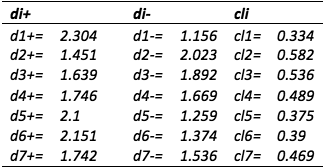 di+ di- cli
d1+= 2.304 d1-= 1.156 cl1= 0.334
d2+= 1.451 d2-= 2.023 cl2= 0.582
d3+= 1.639 d3-= 1.892 cl3= 0.536
d4+= 1.746 d4-= 1.669 cl4= 0.489
d5+= 2.1 d5-= 1.259 cl5= 0.375
d6+= 2.151 d6-= 1.374 cl6= 0.39
d7+= 1.742 d7-= 1.536 cl7= 0.469